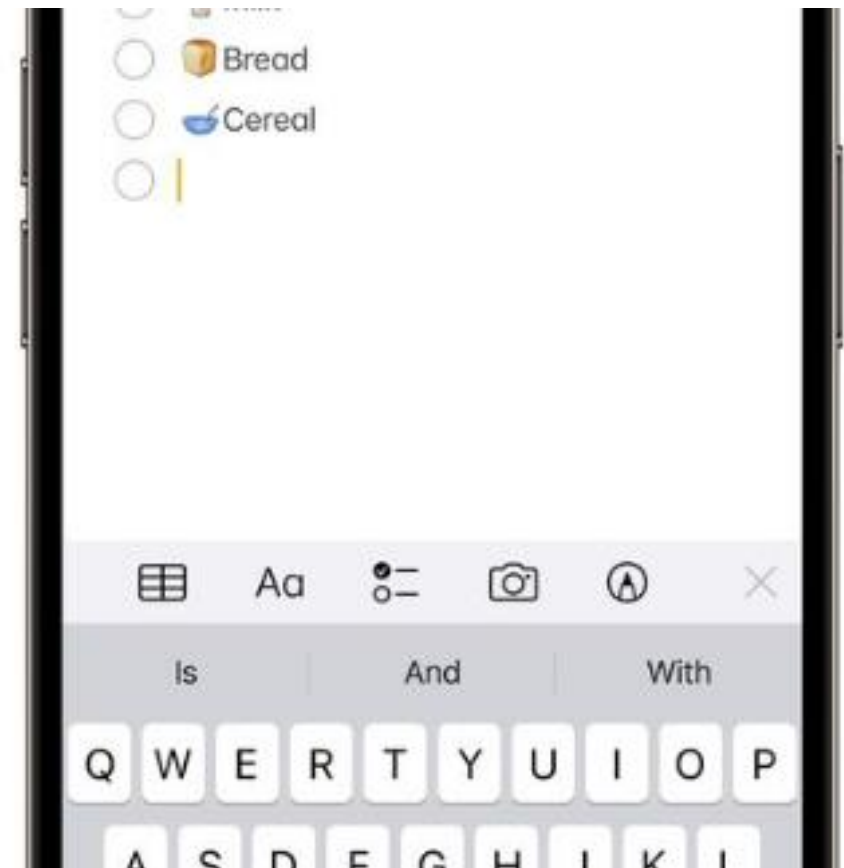 Bread
Cereal
Aa
Is And With
Q W E R T Y U I O P
A S D F G H J K L